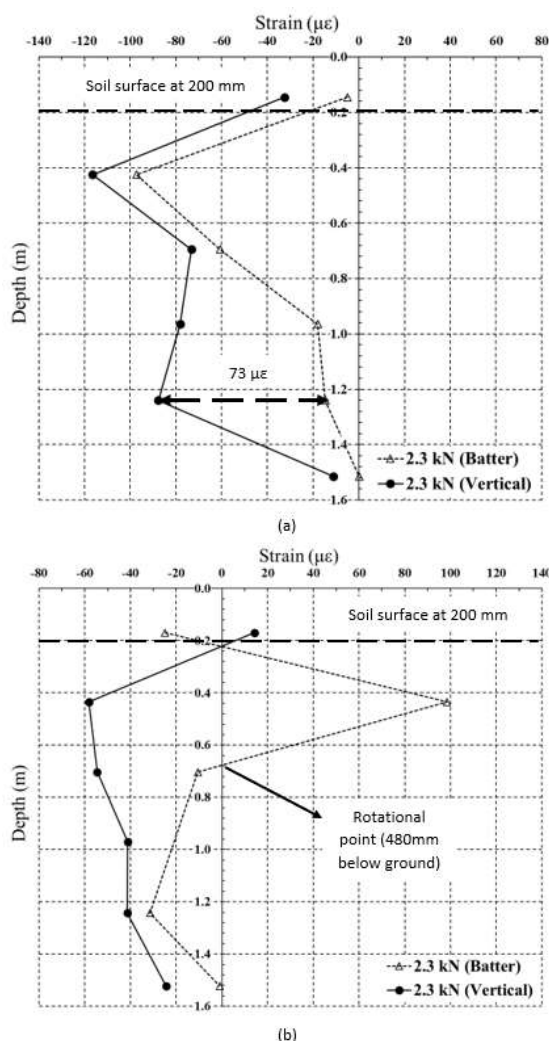 Strain (με)
-140 -120 -100 -80 -60 -40 -20 0 20 40 60 80
0.0
Soil surface at 200 mm
0.2
0.4
0.6
0.8
Depth (m)
1.0
73 με
1.2
1.4
2.3 kN (Batter)
2.3 kN (Vertical)
1.6
(a)
Strain (με)
-80 -60 -40 -20 0 20 40 60 80 100 120 140
0.0
Soil surface at 200 mm
0.2
0.4
0.6
0.8
Depth (m)
Rotational
point (480mm
below ground)
1.0
1.2
1.4
2.3 kN (Batter)
2.3 kN (Vertical)
1.6
(b)